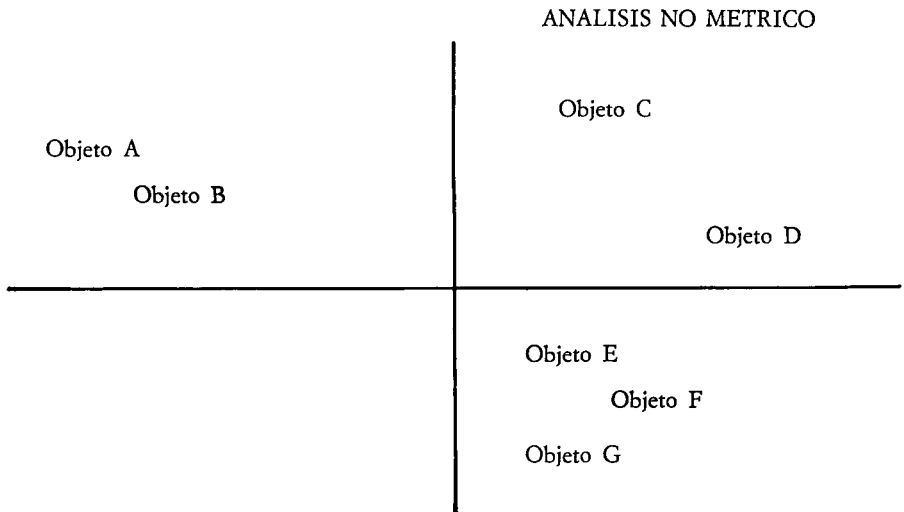 ANALISIS NO METRICO
Objeto C
Objeto A
Objeto B
Objeto D
Objeto E
Objeto F
Objeto G